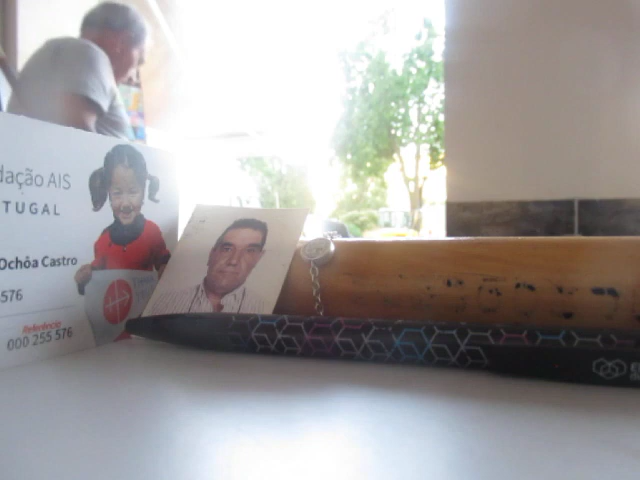 dação AIS
TUGAL
Ochôa Castro
576
Referência
000 255 576